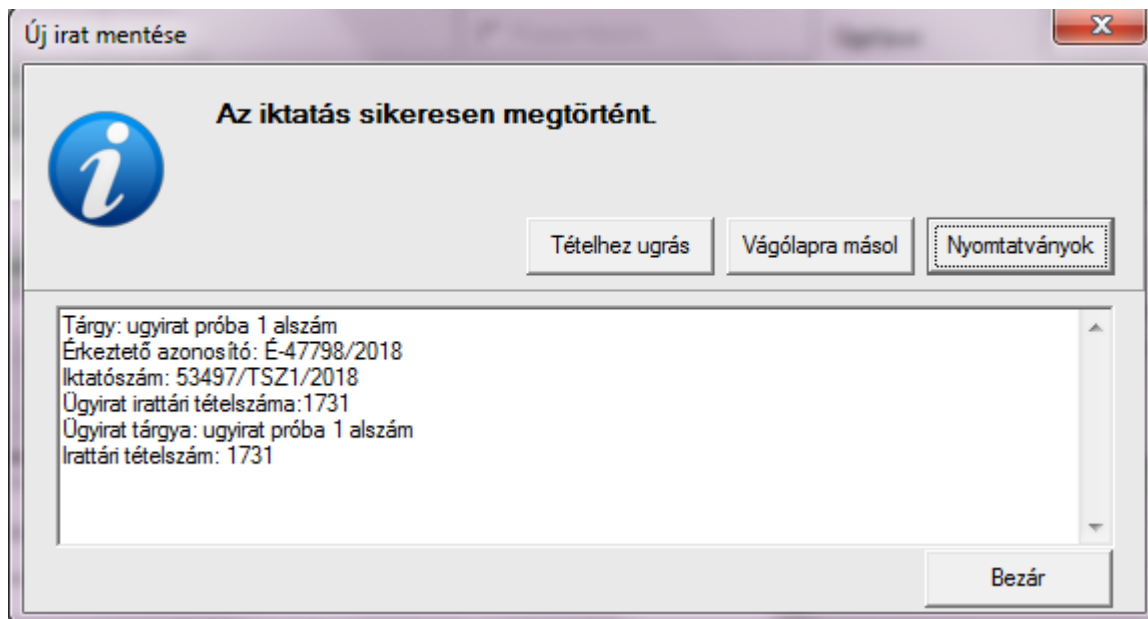 Új irat mentése
Az iktatás sikeresen megtörtént.
Tételhez ugrás
Vágólapra másol
Nyomtatványok
Tárgy: ugyirat próba 1 alszám
Érkeztető azonosító: É-47798/2018
Iktatószám: 53497/TSZ1/2018
Ügyirat irattári tételszáma:1731
Ügyirat tárgya: ugyirat próba 1 alszám
Irattári tételszám: 1731
Bezár